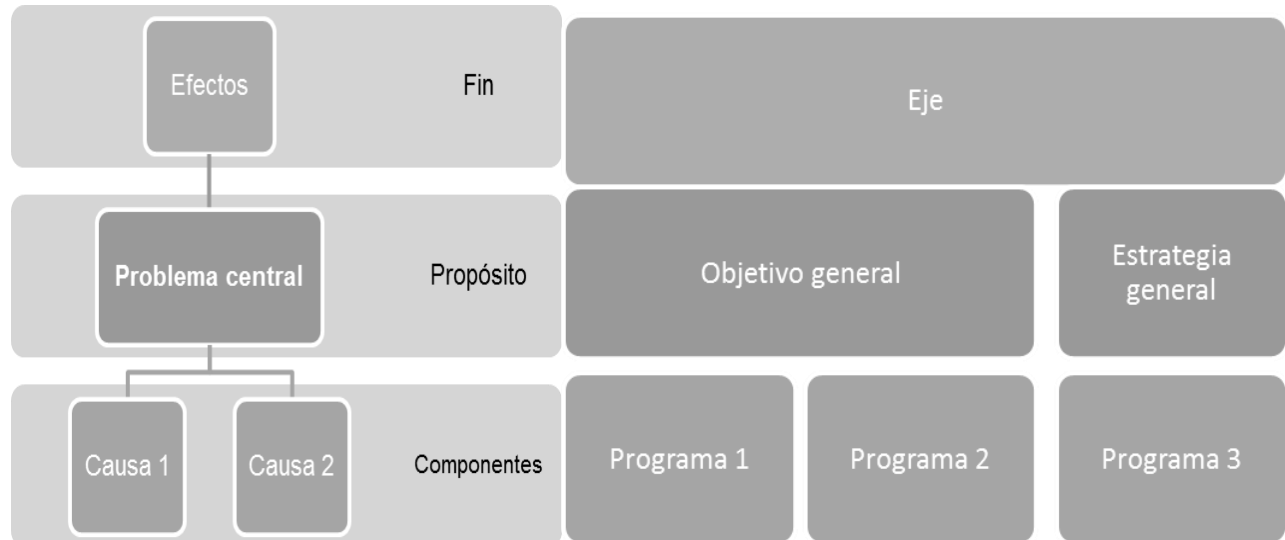 Efectos
Fin
Eje
Problema central
Propósito
Objetivo general
Estrategia
general
Causa 1
Causa 2
Componentes
Programa 1
Programa 2
Programa 3